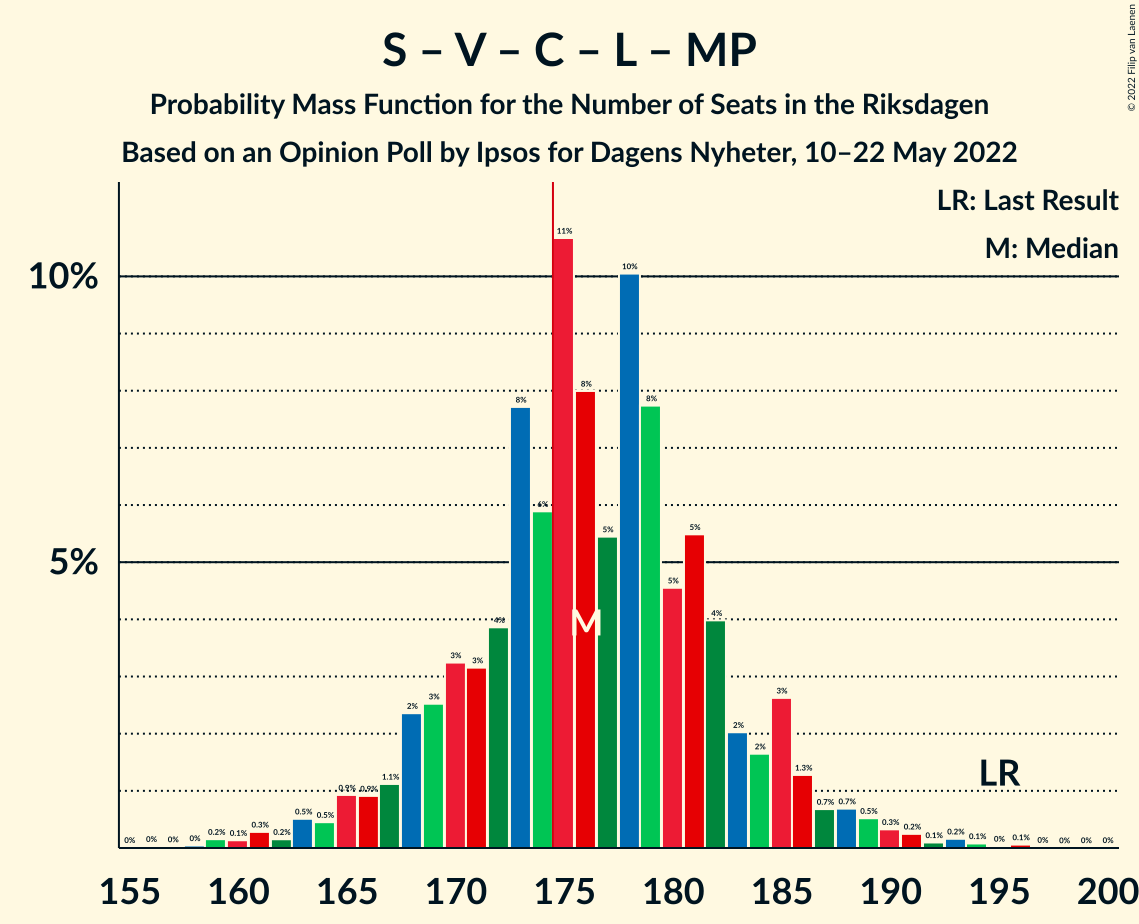 © 2022 Filip van Laenen
S – V – C – L – MP
Probability Mass Function for the Number of Seats in the Riksdagen
Based on an Opinion Poll by Ipsos for Dagens Nyheter, 10–22 May 2022
LR: Last Result
M: Median
10%
5%
0% 0% 0% 0% 0.2% 0.1% 0.3% 0.2% 0.5% 0.5% 0.9% 0.9% 1.1% 2% 3% 3% 3% 4% 8% 6% 11% 8% 5% 10% 8% 5% 5% 4% 2% 2% 3% 1.3% 0.7% 0.7% 0.5% 0.3% 0.2% 0.1% 0.2% 0.1% 0% 0.1% 0% 0% 0% 0%
M
LR
155 160 165 170 175 180 185 190 195 200